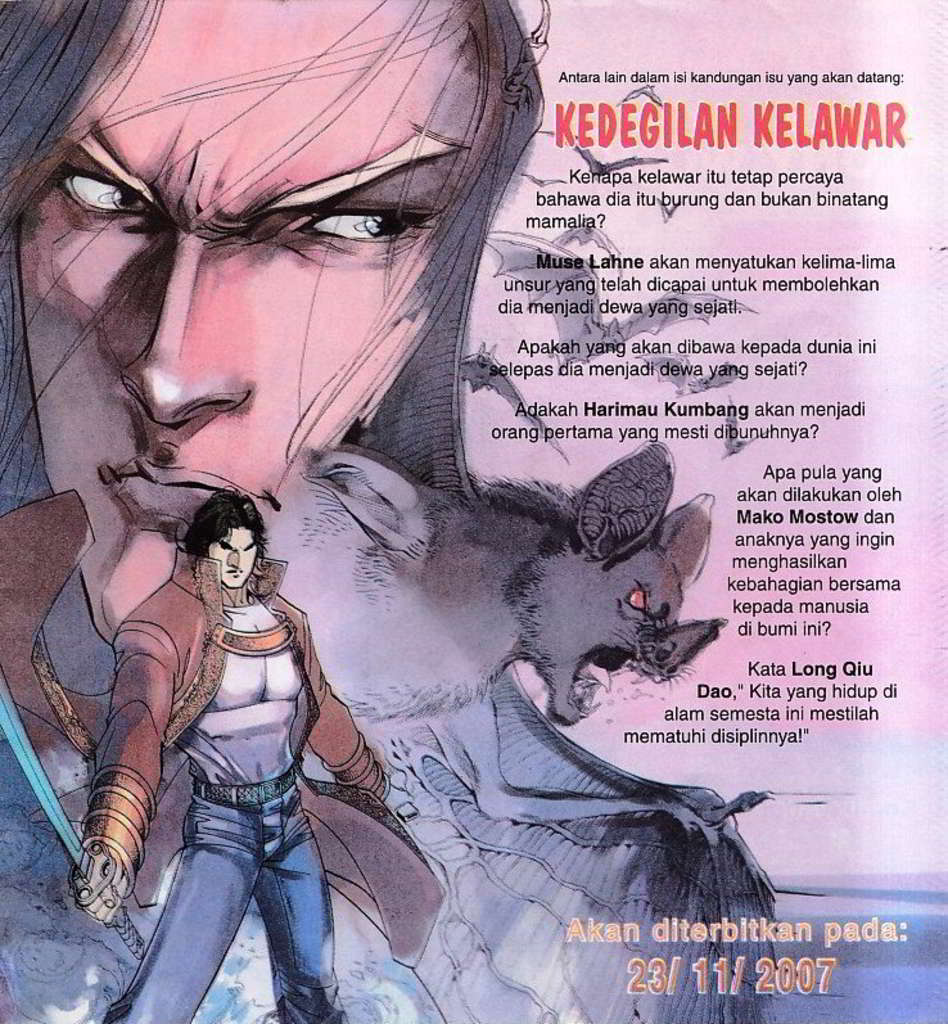 Antara lain dalam isi kandungan isu yang akan datang:
KEDEGILAN KELAWAR
Kenapa kelawar itu tetap percaya
bahawa dia itu burung dan bukan binatang
mamalia?
Muse Lahne akan menyatukan kelima-lima
unsur yang telah dicapai untuk membolehkan
dia menjadi dewa yang sejati.
Apakah yang akan dibawa kepada dunia ini
selepas dia menjadi dewa yang sejati?
Adakah Harimau Kumbang akan menjadi
orang pertama yang mesti dibunuhnya?
Apa pula yang
akan dilakukan oleh
Mako Mostow dan
anaknya yang ingin
menghasilkan
kebahagian bersama
kepada manusia
di bumi ini?
Kata Long Qiu
Dao," Kita yang hidup di
alam semesta ini mestilah
mematuhi disiplinnya!"
Akan diterbitkan pada:
23/ 11/ 2007